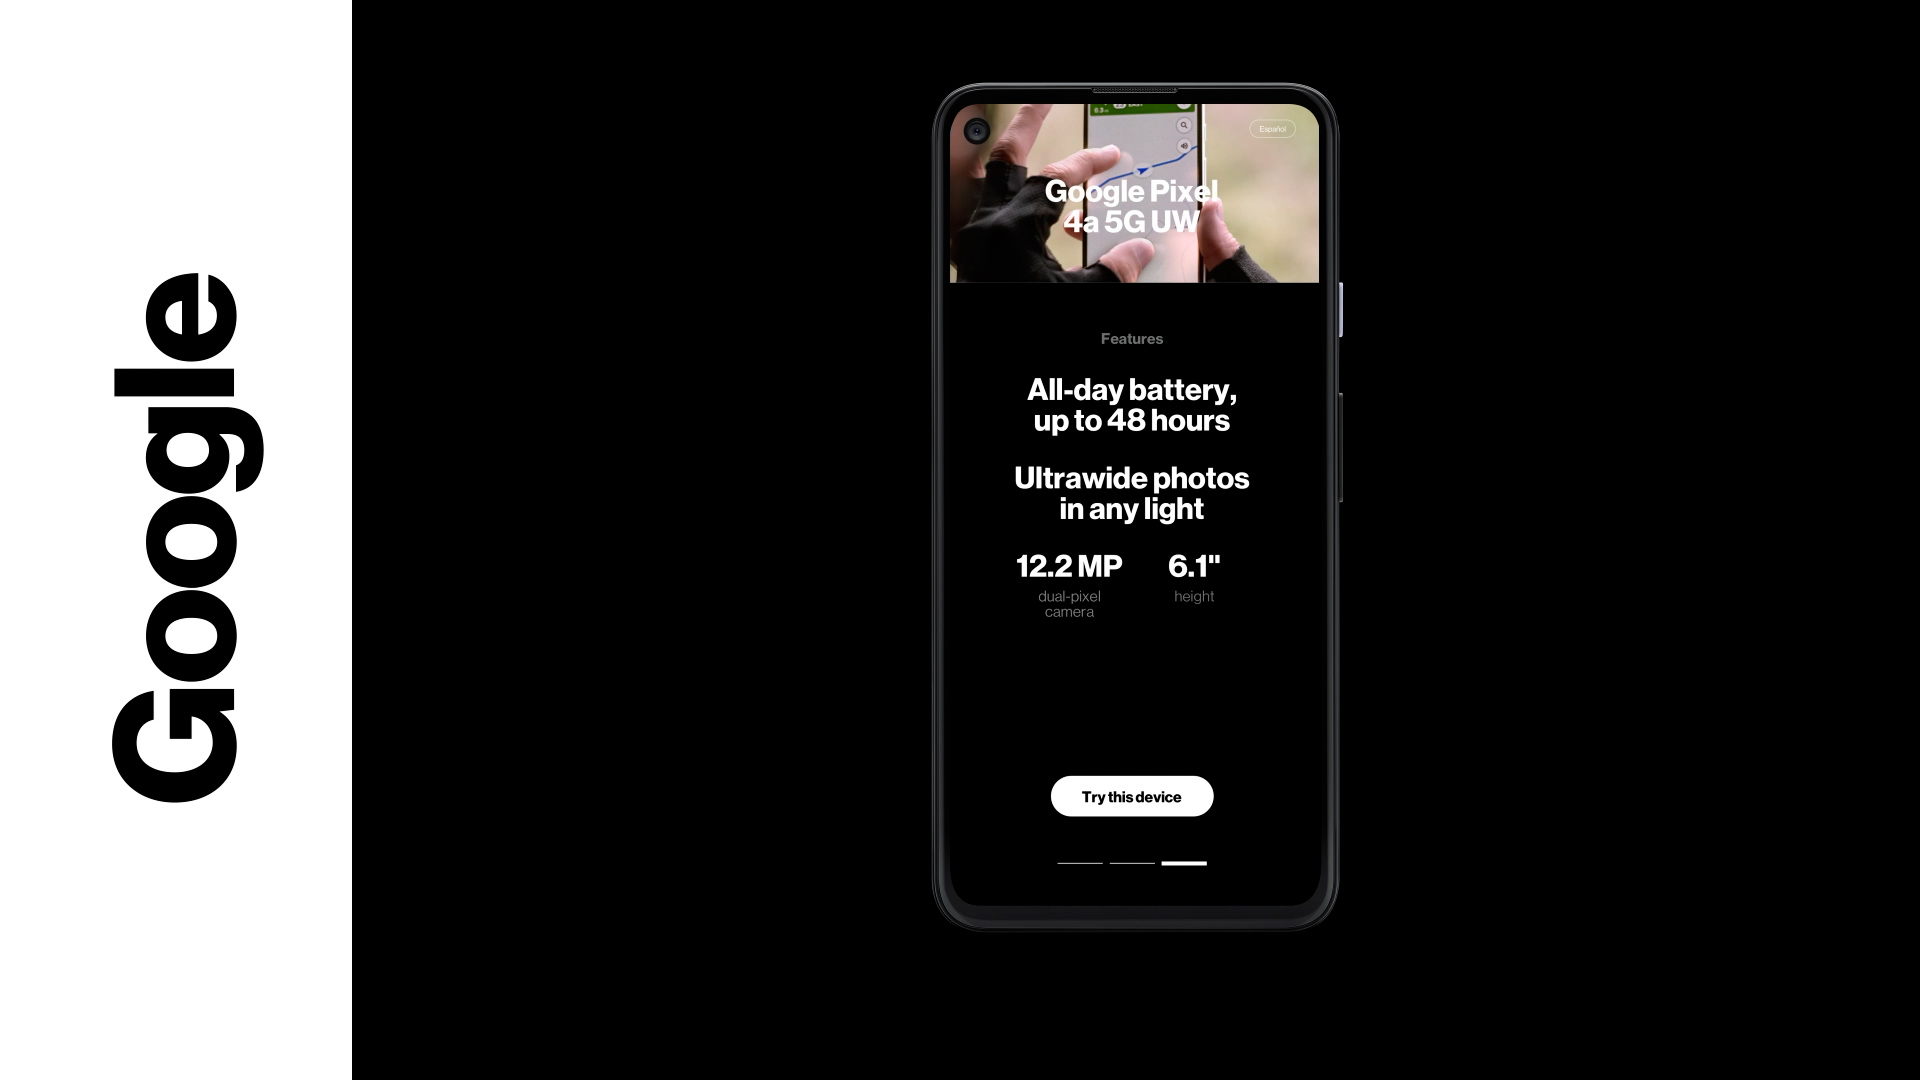 Google
Español
Google Pixel
4a 5G UW
Features
All-day battery,
up to 48 hours
Ultrawide photos
in any light
12.2 MP
dual-pixel
camera
6.1"
height
Try this device